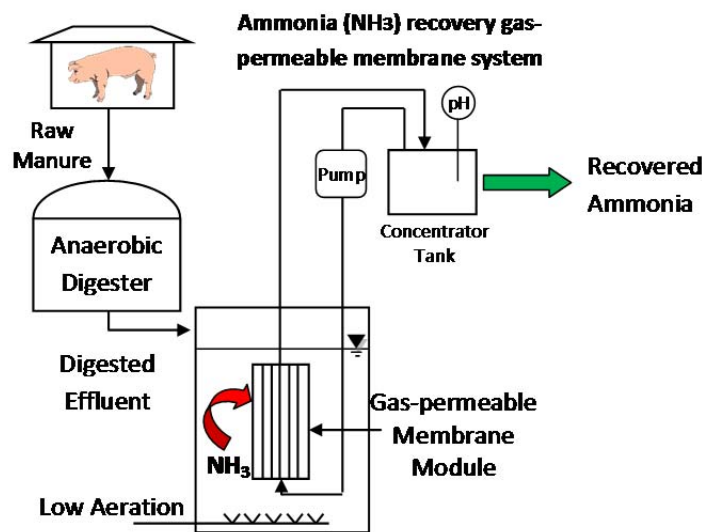 Ammonia (NH3) recovery gas-
permeable membrane system
Raw
Manure
pH
Pump
Recovered
Ammonia
Concentrator
Tank
Anaerobic
Digester
Digested
Effluent
Gas-permeable
Membrane
Module
NH3
Low Aeration